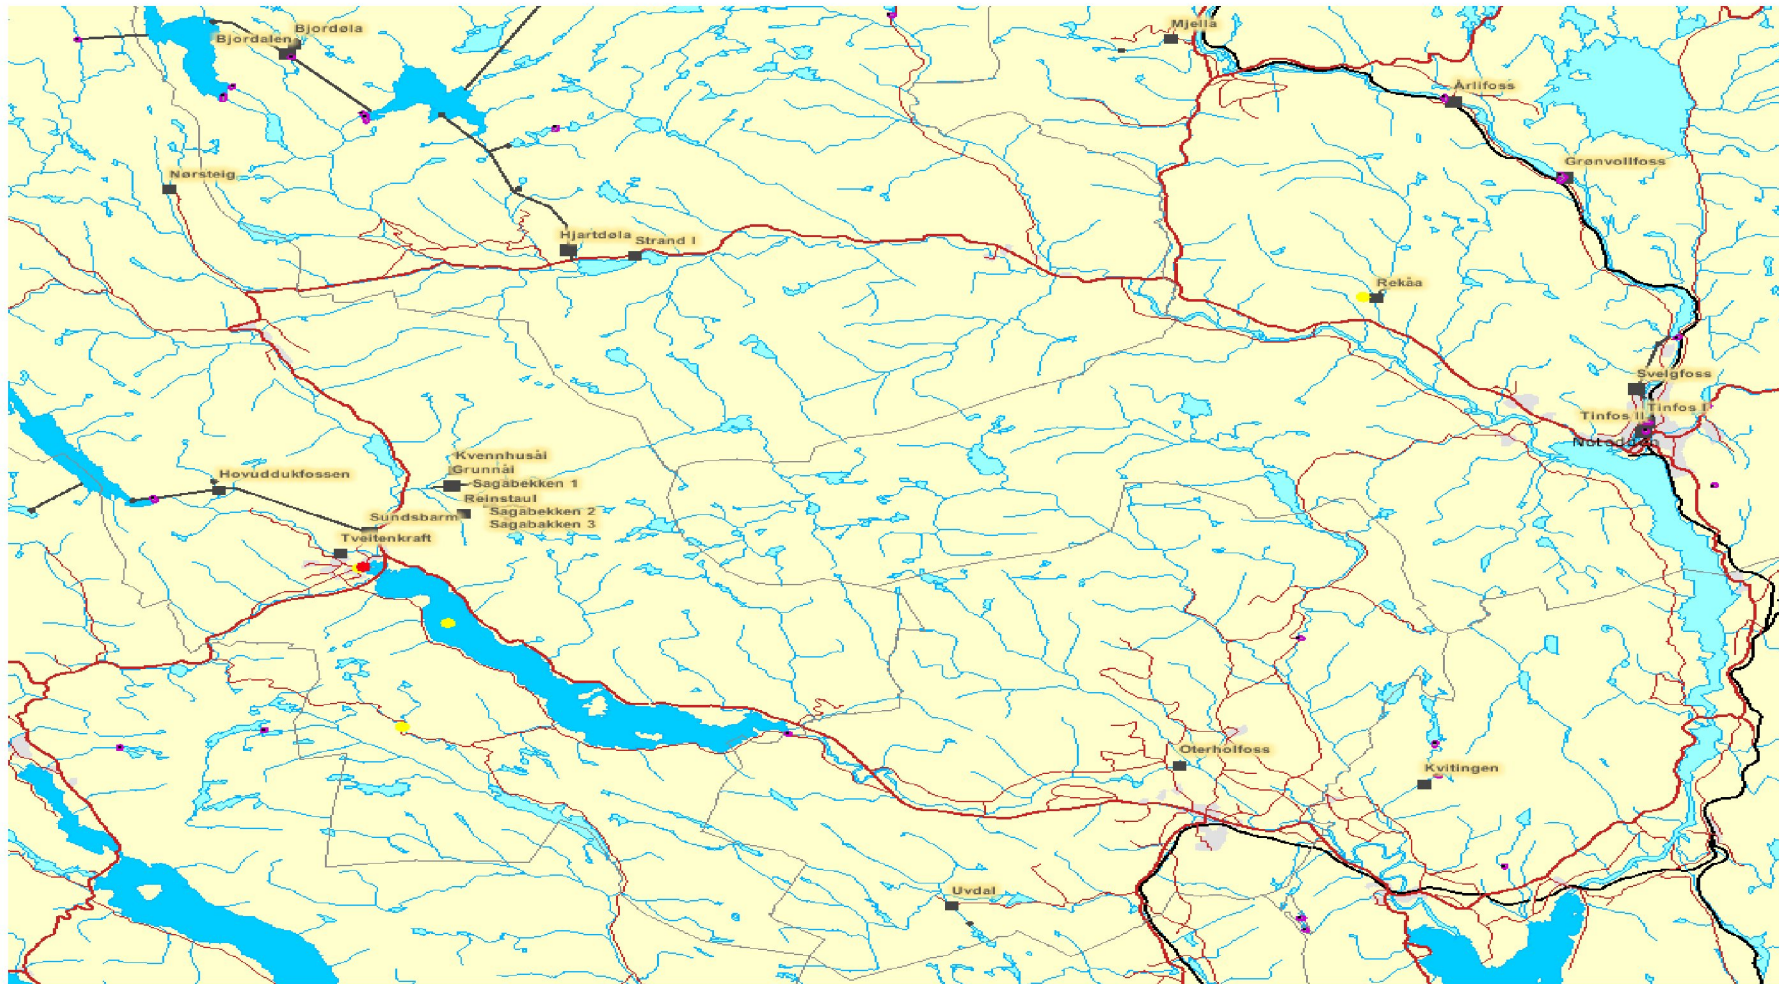 Mjella
Bjordøla
Bjordalen
Årlifoss
Grønvollfoss
Nørsteig
Hjartdøla
Strand I
Rekåa
Svelgfoss
Tinfos II
Tinfos I
Notodden
Kvennhusåi
Grunnåi
Hovuddukfossen
Sagabekken 1
Reinstaul
Sundsbarm
Sagabekken 2
Sagabakken 3
Tveitenkraft
Oterholfoss
Kvitingen
Uvdal